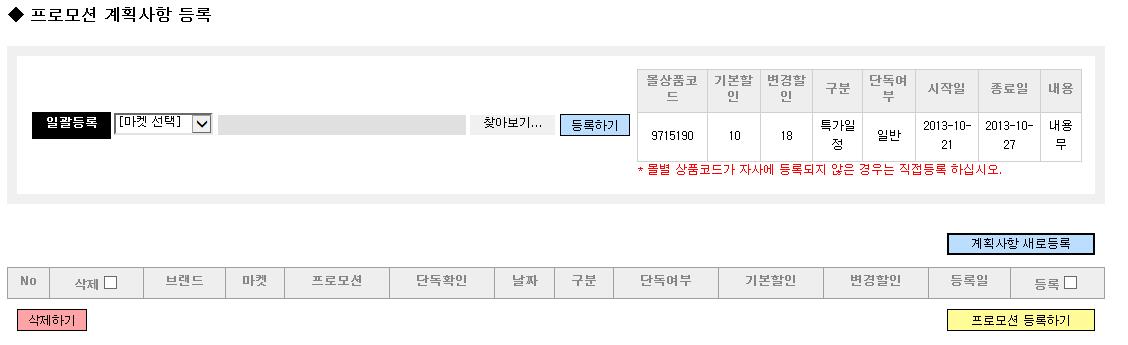 ◆ 프로모션 계획사항 등록
일괄등록 [마켓 선택] 찾아보기... 등록하기
몰상품코드 기본할인 변경할인 구분 단독여부 시작일 종료일 내용
9715190 10 18 특가일정 일반 2013-10-21 2013-10-27 내용무
* 몰별 상품코드가 자사에 등록되지 않은 경우는 직접등록 하십시오.
계획사항 새로등록
No 삭제 브랜드 마켓 프로모션 단독확인 날짜 구분 단독여부 기본할인 변경할인 등록일 등록
삭제하기 프로모션 등록하기